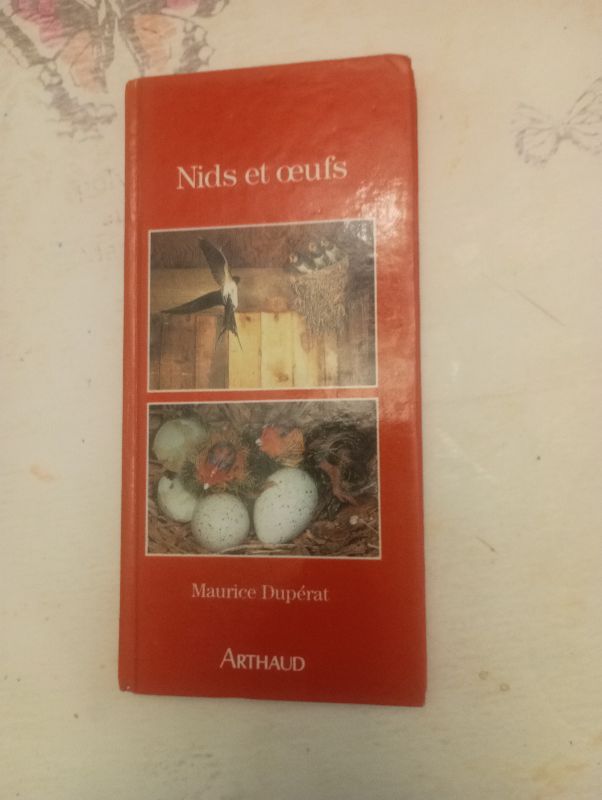 Nids et œufs
Maurice Dupérat
ARTHAUD